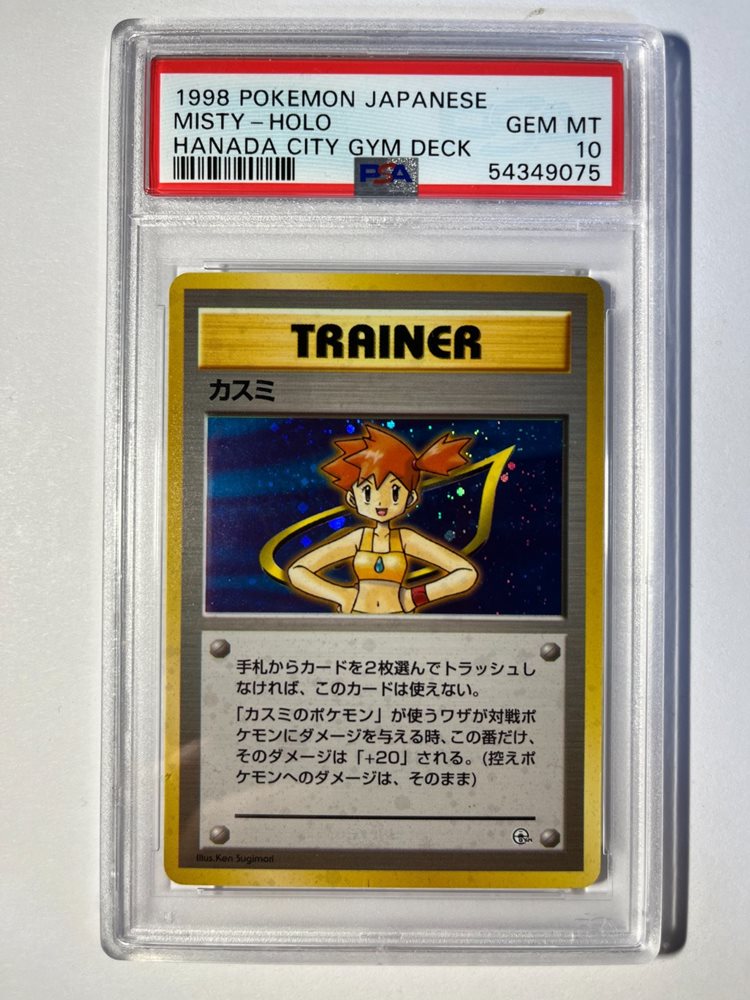 1998 POKEMON JAPANESE
MISTY-HOLO GEM MT
HANADA CITY GYM DECK 10
PSA 54349075
TRAINER
カスミ
手札からカードを2枚選んでトラッシュし
なければ、このカードは使えない。
「カスミのポケモン」が使うワザが対戦ポ
ケモンにダメージを与える時、この番だけ、
そのダメージは「+20」される。(控えポ
ケモンへのダメージは、そのまま)
GYM
Illus.Ken Sugimori